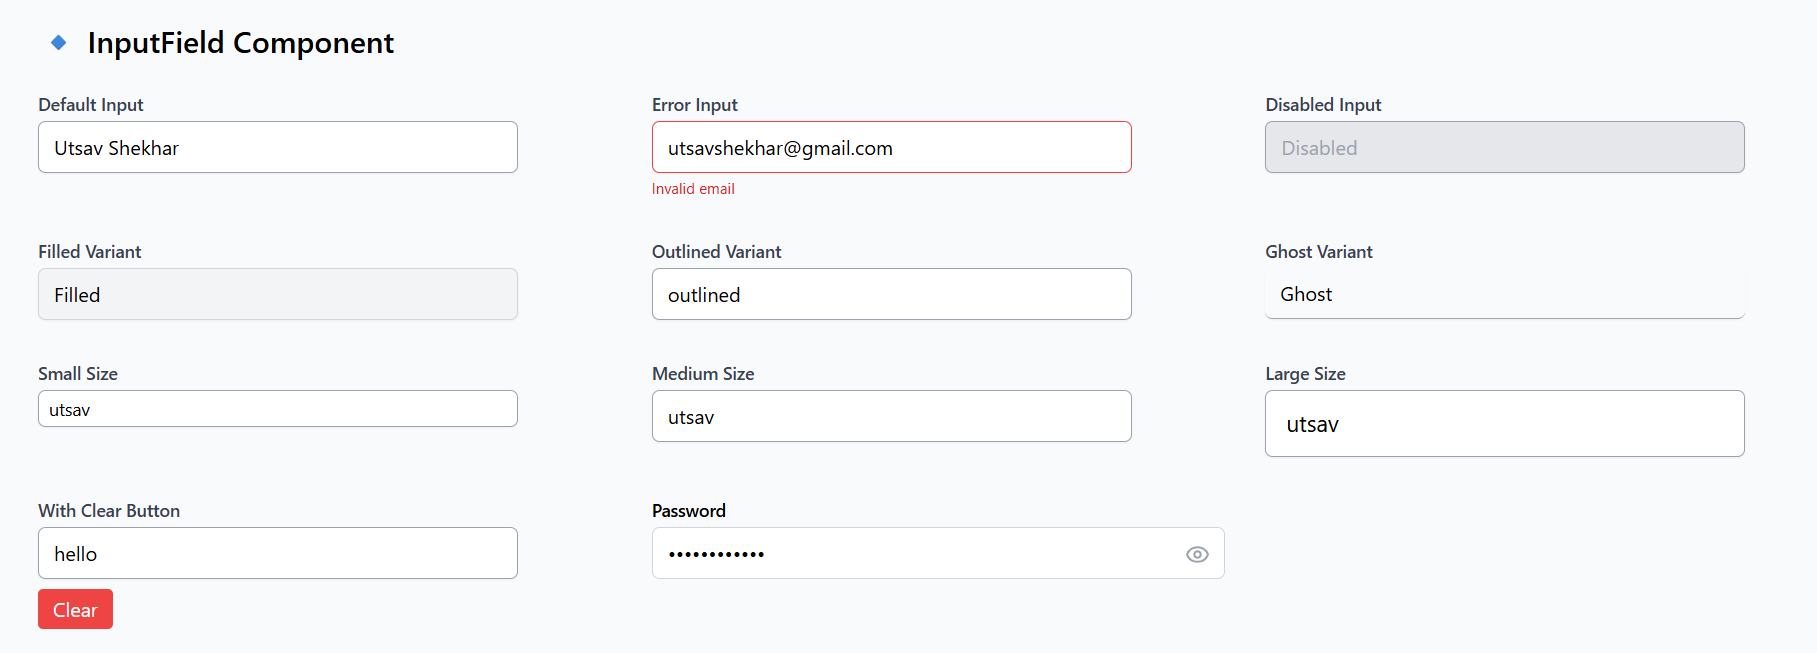 InputField Component
Default Input
Utsav Shekhar
Error Input
utsavshekhar@gmail.com
Invalid email
Disabled Input
Disabled
Filled Variant
Filled
Outlined Variant
outlined
Ghost Variant
Ghost
Small Size
utsav
Medium Size
utsav
Large Size
utsav
With Clear Button
hello
Clear
Password
••••••••••••